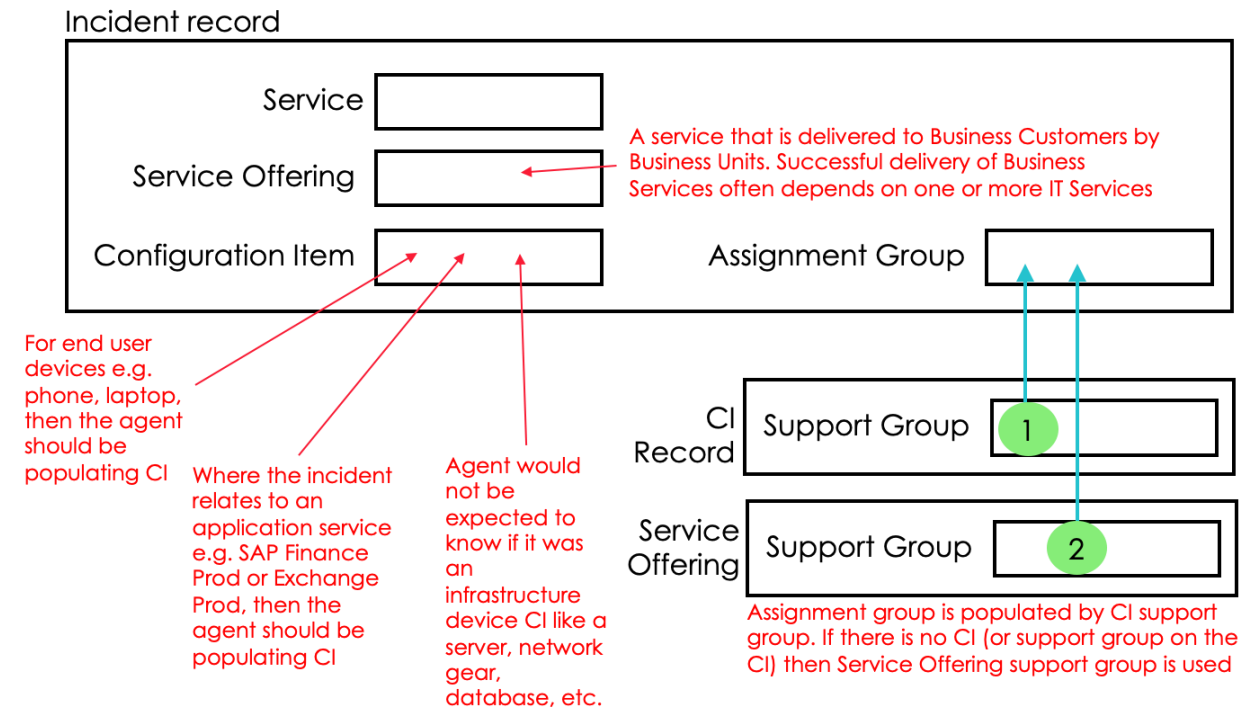 Incident record
Service
A service that is delivered to Business Customers by
Business Units. Successful delivery of Business
Services often depends on one or more IT Services
Service Offering
Configuration Item
Assignment Group
For end user
devices e.g.
phone, laptop,
then the agent
should be
populating CI
Where the incident
relates to an
application service
e.g. SAP Finance
Prod or Exchange
Prod, then the
agent should be
populating CI
Agent would
not be
expected to
know if it was
an
infrastructure
device CI like a
server, network
gear,
database, etc.
CI
Record
Support Group
1
Service
Offering
Support Group
2
Assignment group is populated by CI support
group. If there is no CI (or support group on the
CI) then Service Offering support group is used